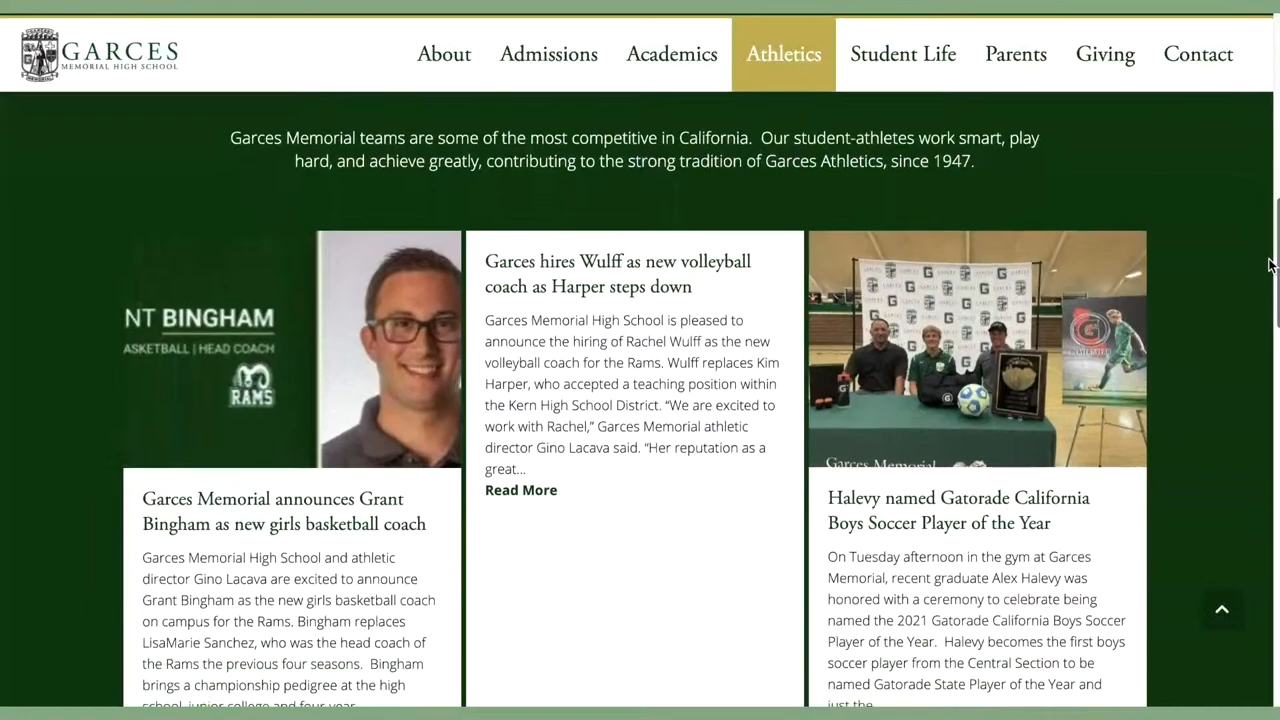 GARCES
MEMORIAL HIGH SCHOOL
About
Admissions
Academics
Athletics
Student Life
Parents
Giving
Contact
Garces Memorial teams are some of the most competitive in California. Our student-athletes work smart, play
hard, and achieve greatly, contributing to the strong tradition of Garces Athletics, since 1947.
NT BINGHAM
ASKETBALL | HEAD COACH
RAMS
Garces Memorial announces Grant
Bingham as new girls basketball coach
Garces Memorial High School and athletic
director Gino Lacava are excited to announce
Grant Bingham as the new girls basketball coach
on campus for the Rams. Bingham replaces
LisaMarie Sanchez, who was the head coach of
the Rams the previous four seasons. Bingham
brings a championship pedigree at the high
school, junior college and four-year
Garces hires Wulff as new volleyball
coach as Harper steps down
Garces Memorial High School is pleased to
announce the hiring of Rachel Wulff as the new
volleyball coach for the Rams. Wulff replaces Kim
Harper, who accepted a teaching position within
the Kern High School District. “We are excited to
work with Rachel,” Garces Memorial athletic
director Gino Lacava said. “Her reputation as a
great...
Read More
Garces Memorial
Halevy named Gatorade California
Boys Soccer Player of the Year
On Tuesday afternoon in the gym at Garces
Memorial, recent graduate Alex Halevy was
honored with a ceremony to celebrate being
named the 2021 Gatorade California Boys Soccer
Player of the Year. Halevy becomes the first boys
soccer player from the Central Section to be
named Gatorade State Player of the Year and
just the